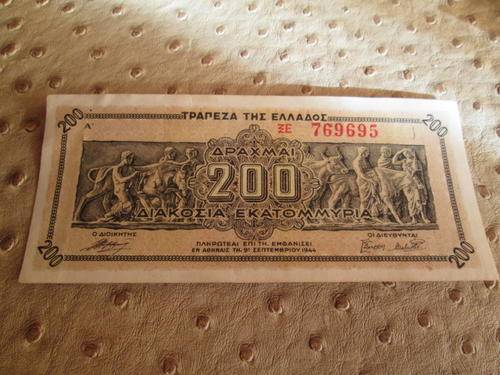 200 ΤΡΑΠΕΖΑ ΤΗΣ ΕΛΛΑΔΟΣ 200
Α' ΞΕ 769695
ΔΡΑΧΜΑΙ
200
ΔΙΑΚΟΣΙΑ ΕΚΑΤΟΜΜΥΡΙΑ
Ο ΔΙΟΙΚΗΤΗΣ ΟΙ ΔΙΕΥΘΥΝΤΑΙ
ΠΛΗΡΩΤΕΑΙ ΕΠΙ ΤΗ ΕΜΦΑΝΙΣΕΙ
ΕΝ ΑΘΗΝΑΙΣ ΤΗ 9ῃ ΣΕΠΤΕΜΒΡΙΟΥ 1944
200 200